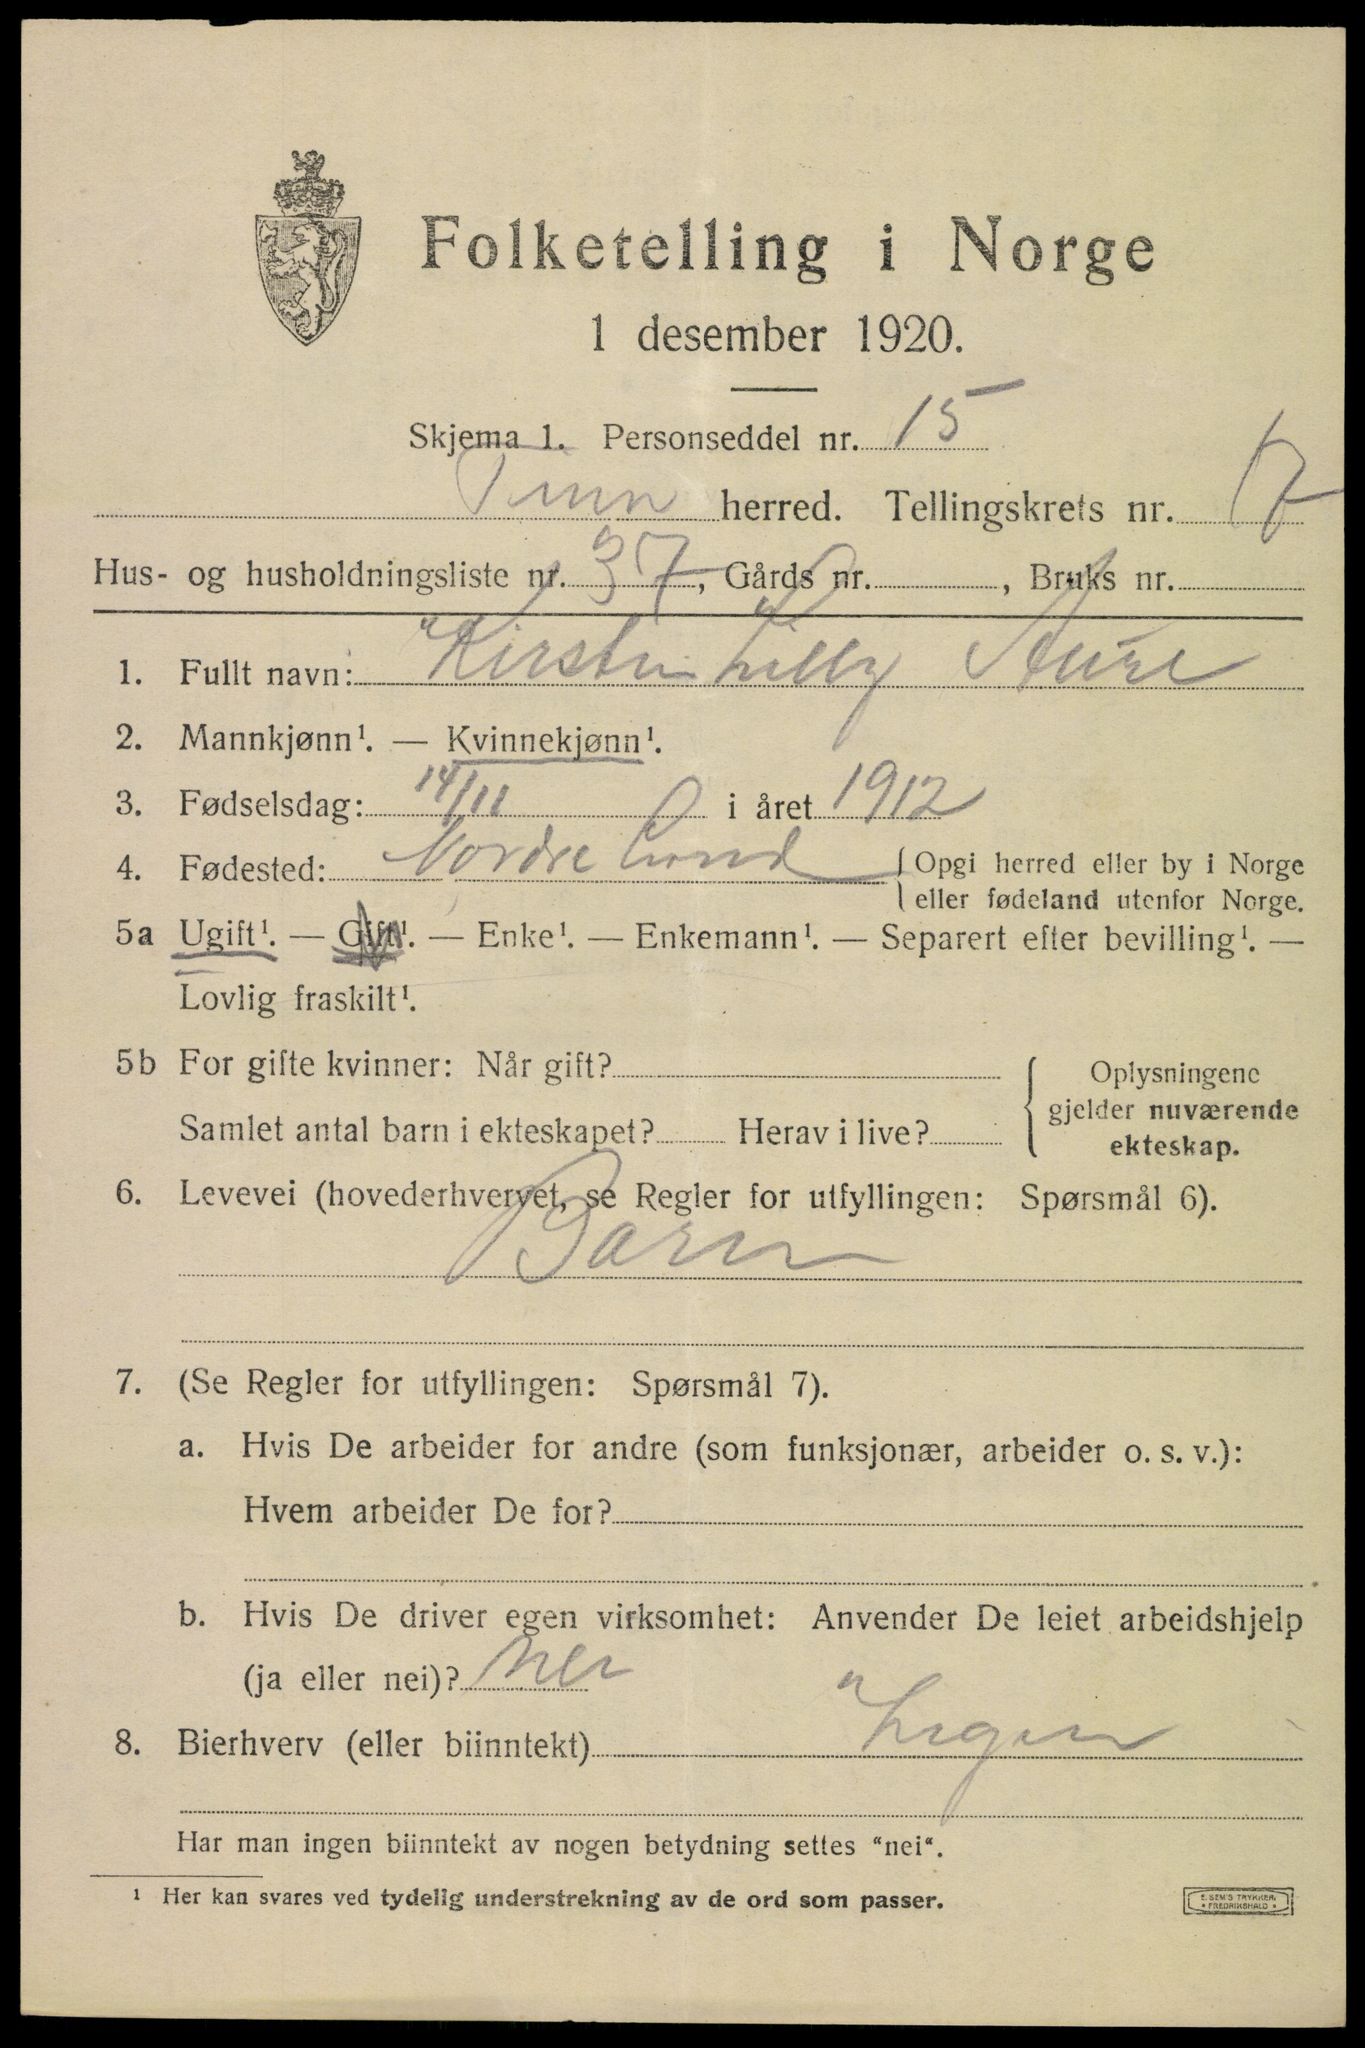 Folketelling i Norge
1 desember 1920.
Skjema 1. Personseddel nr. 15
Tinn herred. Tellingskrets nr. 17
Hus- og husholdningsliste nr. 37, Gårds nr. , Bruks nr.
1. Fullt navn: "Kirstin Lilly" Aure
2. Mannkjønn¹. — Kvinnekjønn¹.
3. Fødselsdag: 14/11 i året 1912
4. Fødested: Nordre Land { Opgi herred eller by i Norge
{ eller fødeland utenfor Norge.
5a Ugift¹. — Gift¹. — Enke¹. — Enkemann¹. — Separert efter bevilling¹. —
Lovlig fraskilt¹.
5b For gifte kvinner: Når gift? { Oplysningene
gjelder nuværende
Samlet antal barn i ekteskapet? Herav i live? ekteskap.
6. Levevei (hovederhvervet, se Regler for utfyllingen: Spørsmål 6).
Barn
7. (Se Regler for utfyllingen: Spørsmål 7).
a. Hvis De arbeider for andre (som funksjonær, arbeider o. s. v.):
Hvem arbeider De for?
b. Hvis De driver egen virksomhet: Anvender De leiet arbeidshjelp
(ja eller nei)? nei
8. Bierhverv (eller biinntekt) "Ingen
Har man ingen biinntekt av nogen betydning settes "nei".
¹ Her kan svares ved tydelig understrekning av de ord som passer.
E. SEM'S TRYKKERI
* FREDRIKSHALD *